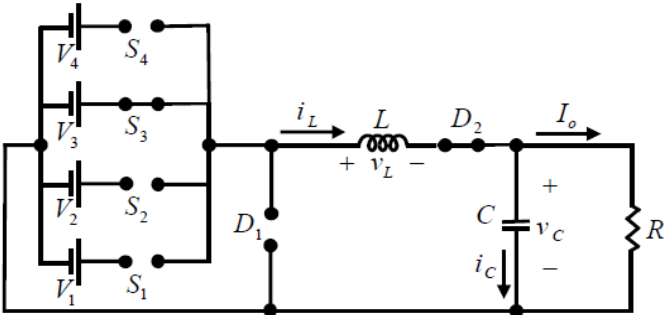 V4 S4
V3 S3
V2 S2
V1 S1
D1
iL
L
+ vL -
D2
Io
C
+
vC
-
iC
R